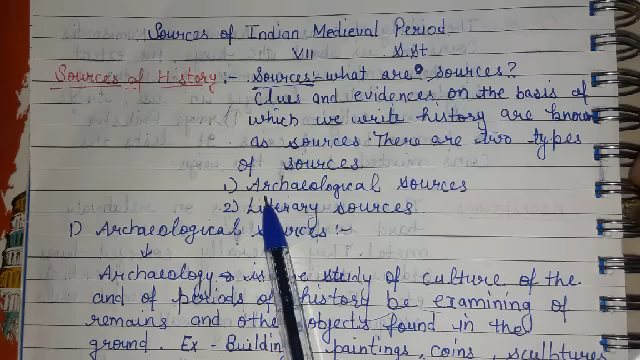 Sources of Indian Medieval Period
VII S.St
Sources of History :- Sources :- what are sources?
Clues and evidences on the basis of
which we write history are known
as sources. There are two types
of sources
1) Archaeological sources
2) Literary sources
1) Archaeological sources :-
Archaeology → is the study of culture of the
and of periods of history be examining of
remains and other objects found in the
ground. Ex - Building paintings, coins, sculbtures